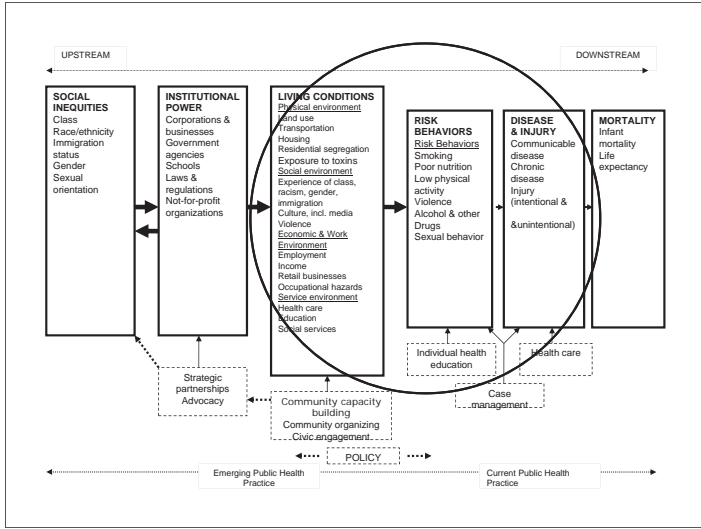 UPSTREAM
DOWNSTREAM
SOCIAL
INEQUITIES
Class
Race/ethnicity
Immigration
status
Gender
Sexual
orientation
INSTITUTIONAL
POWER
Corporations &
businesses
Government
agencies
Schools
Laws &
regulations
Not-for-profit
organizations
LIVING CONDITIONS
Physical environment
Land use
Transportation
Housing
Residential segregation
Exposure to toxins
Social environment
Experience of class,
racism, gender,
immigration
Culture, incl. media
Violence
Economic & Work
Environment
Employment
Income
Retail businesses
Occupational hazards
Service environment
Health care
Education
Social services
RISK
BEHAVIORS
Risk Behaviors
Smoking
Poor nutrition
Low physical
activity
Violence
Alcohol & other
Drugs
Sexual behavior
DISEASE
& INJURY
Communicable
disease
Chronic
disease
Injury
(intentional &
&unintentional)
MORTALITY
Infant
mortality
Life
expectancy
Strategic
partnerships
Advocacy
Community capacity
building
Community organizing
Civic engagement
Individual health
education
Health care
Case
management
POLICY
Emerging Public Health
Practice
Current Public Health
Practice